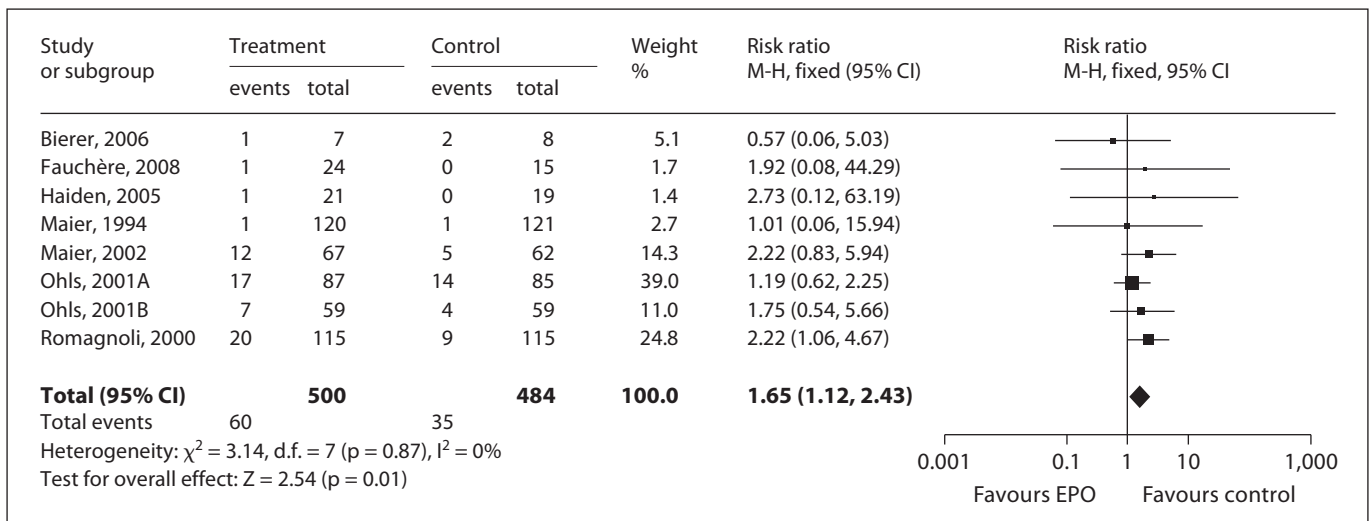 Study Treatment Control Weight Risk ratio Risk ratio
or subgroup % M-H, fixed (95% CI) M-H, fixed, 95% CI
events total events total
Bierer, 2006 1 7 2 8 5.1 0.57 (0.06, 5.03)
Fauchère, 2008 1 24 0 15 1.7 1.92 (0.08, 44.29)
Haiden, 2005 1 21 0 19 1.4 2.73 (0.12, 63.19)
Maier, 1994 1 120 1 121 2.7 1.01 (0.06, 15.94)
Maier, 2002 12 67 5 62 14.3 2.22 (0.83, 5.94)
Ohls, 2001A 17 87 14 85 39.0 1.19 (0.62, 2.25)
Ohls, 2001B 7 59 4 59 11.0 1.75 (0.54, 5.66)
Romagnoli, 2000 20 115 9 115 24.8 2.22 (1.06, 4.67)
Total (95% CI) 500 484 100.0 1.65 (1.12, 2.43)
Total events 60 35
Heterogeneity: χ² = 3.14, d.f. = 7 (p = 0.87), I² = 0%
Test for overall effect: Z = 2.54 (p = 0.01)
0.001 0.1 1 10 1,000
Favours EPO Favours control